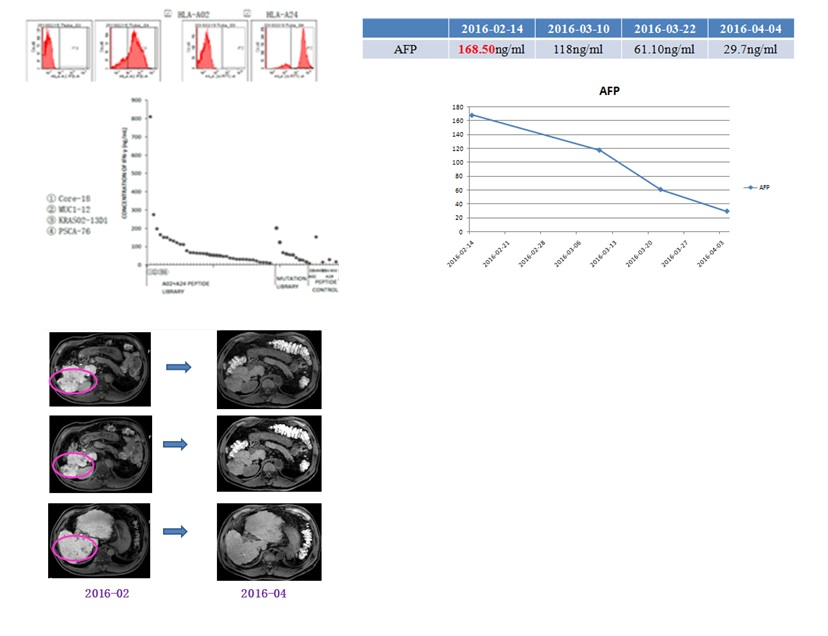 HLA-A02 HLA-A24
2016-02-14 2016-03-10 2016-03-22 2016-04-04
AFP 168.50ng/ml 118ng/ml 61.10ng/ml 29.7ng/ml
AFP
180
160
140
120
100
80
60
40
20
0
2016-02-14 2016-02-21 2016-02-28 2016-03-06 2016-03-13 2016-03-20 2016-03-27 2016-04-03
AFP
CONCENTRATION OF IFN-γ (ng/mL)
900
800
700
600
500
400
300
200
100
0
① Core-18
② MUC1-12
③ KRAS02-13D1
④ PSCA-76
A02+A24 PEPTIDE
LIBRARY
MUTATION
LIBRARY
PEPTIDE
CONTROL
2016-02 2016-04